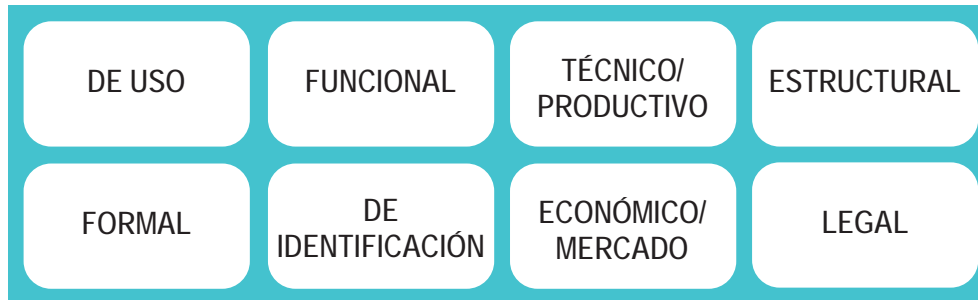 DE USO
FUNCIONAL
TÉCNICO/
PRODUCTIVO
ESTRUCTURAL
FORMAL
DE
IDENTIFICACIÓN
ECONÓMICO/
MERCADO
LEGAL